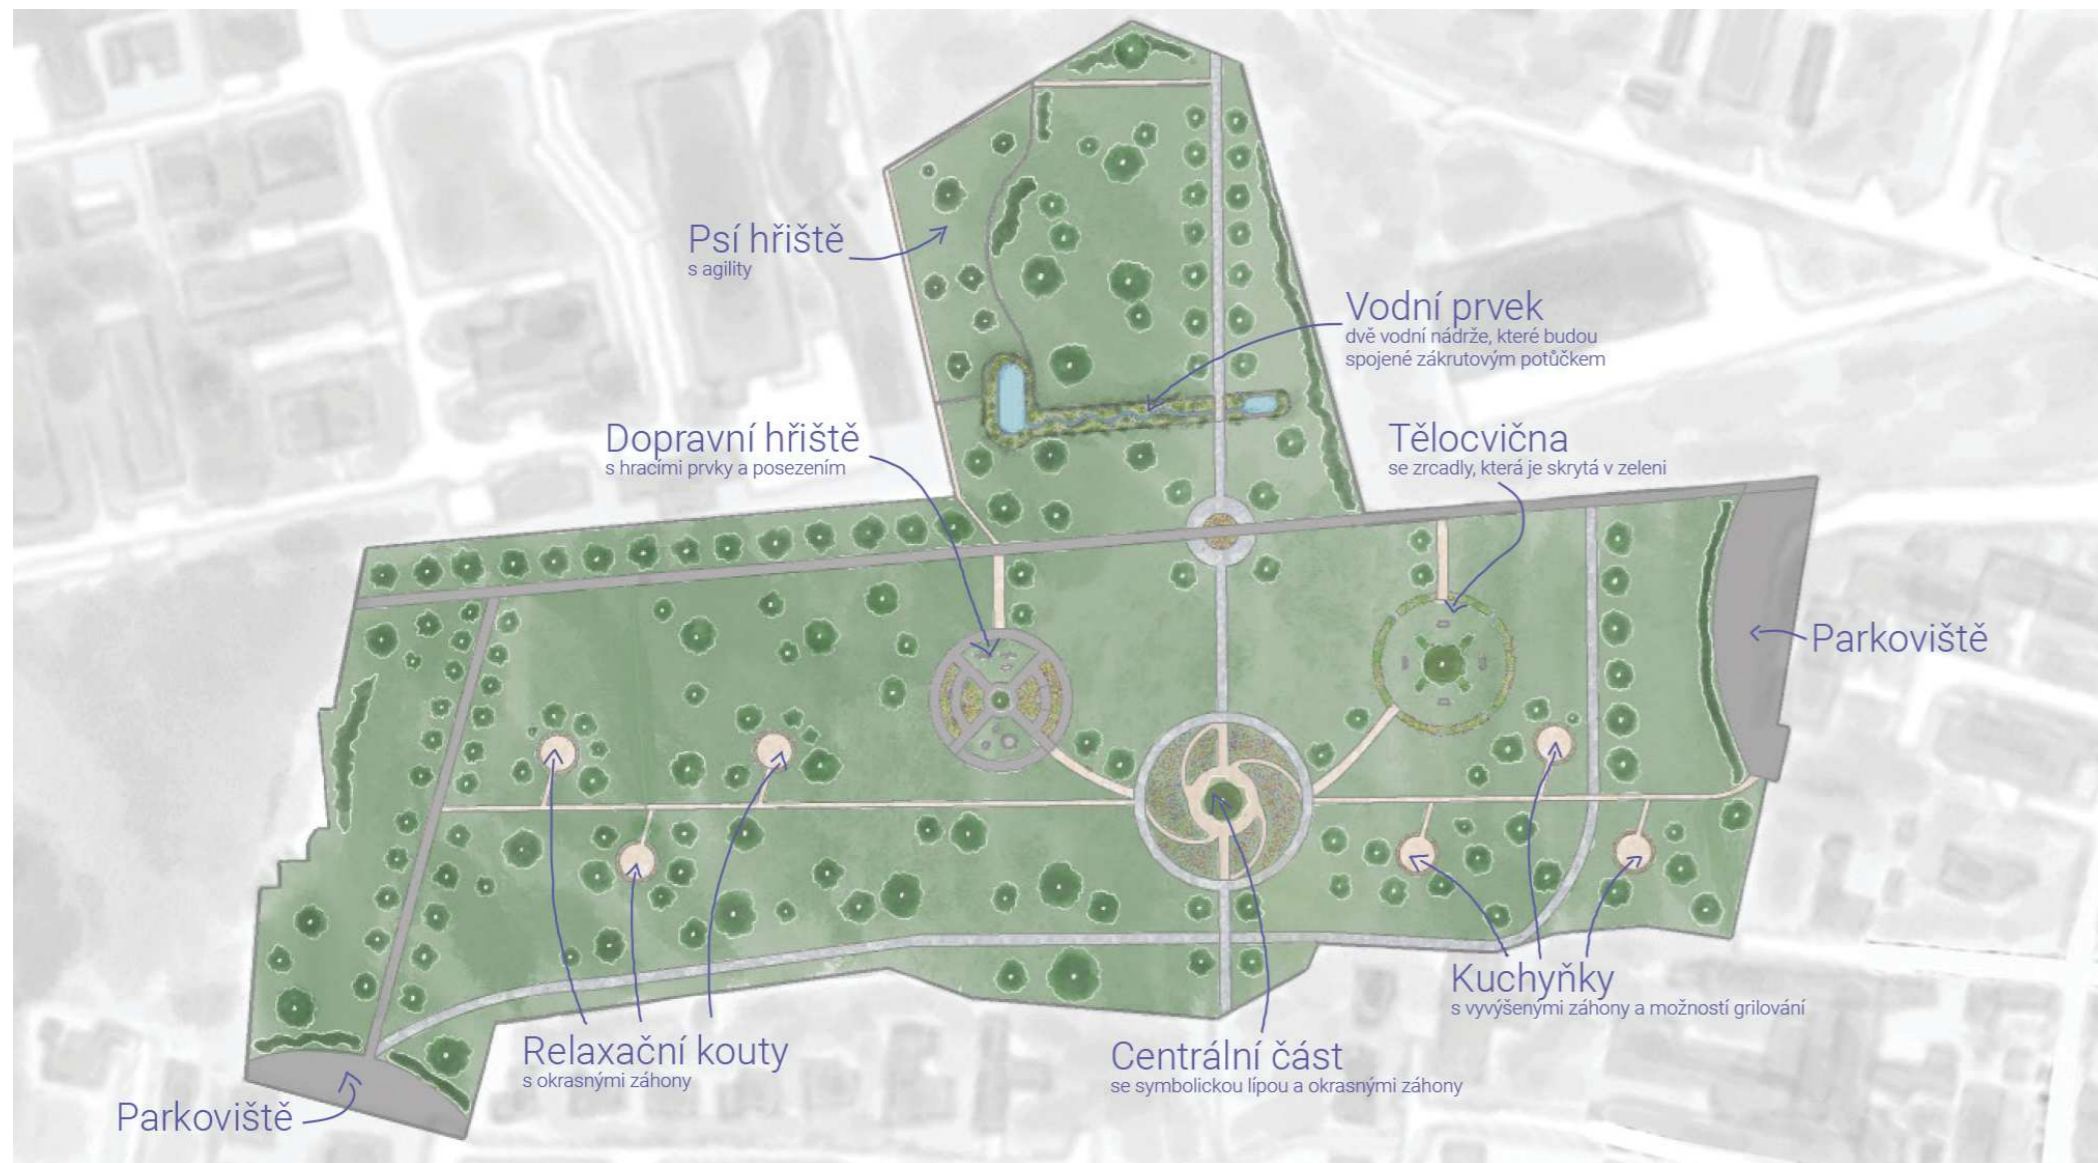 Psí hřiště
s agility
Vodní prvek
dvě vodní nádrže, které budou
spojené zákrutovým potůčkem
Dopravní hřiště
s hracími prvky a posezením
Tělocvična
se zrcadly, která je skrytá v zeleni
Parkoviště
Kuchyňky
s vyvýšenými záhony a možností grilování
Relaxační kouty
s okrasnými záhony
Centrální část
se symbolickou lípou a okrasnými záhony
Parkoviště